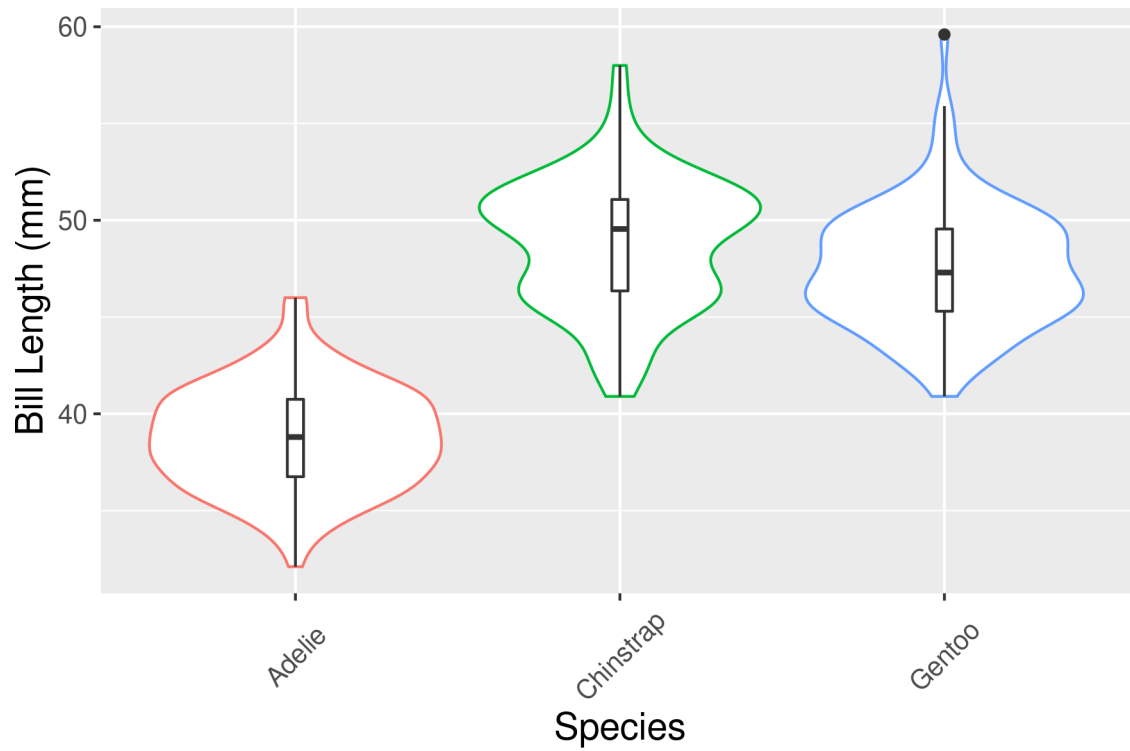 60
50
40
Bill Length (mm)
Adelie
Chinstrap
Gentoo
Species